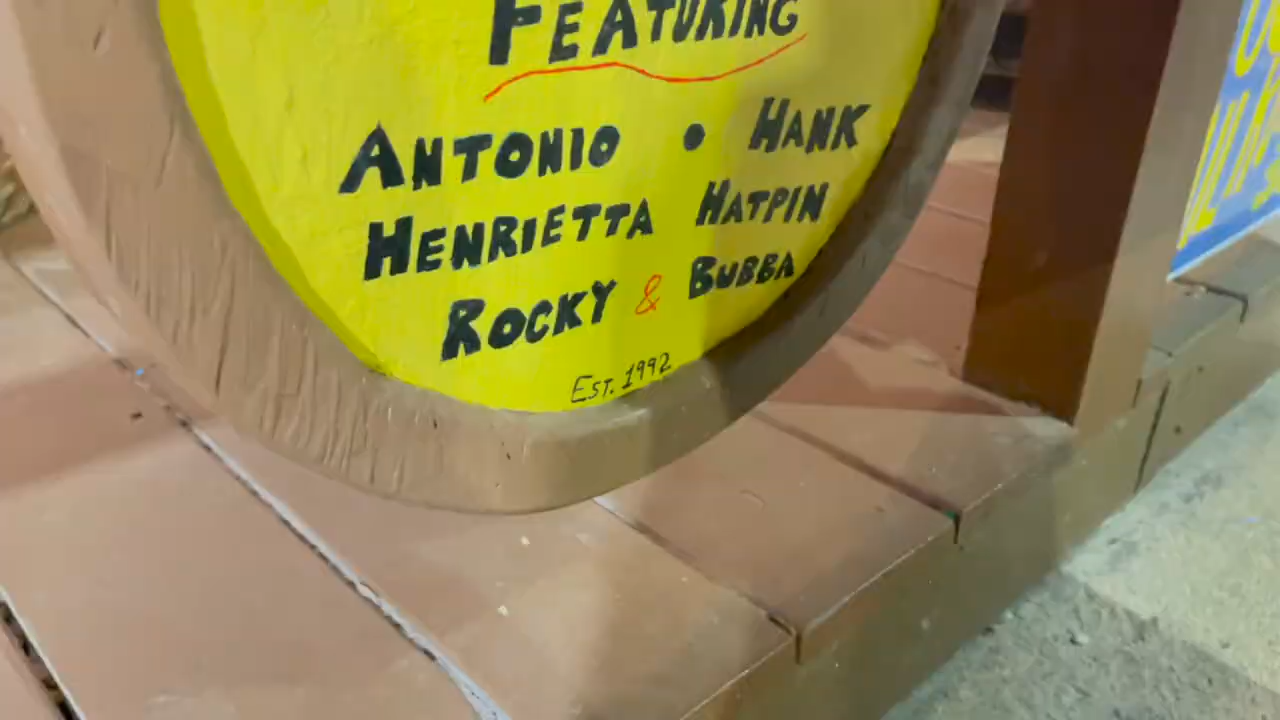 FEATURING
ANTONIO • HANK
HENRIETTA HATPIN
ROCKY & BUBBA
EST. 1992